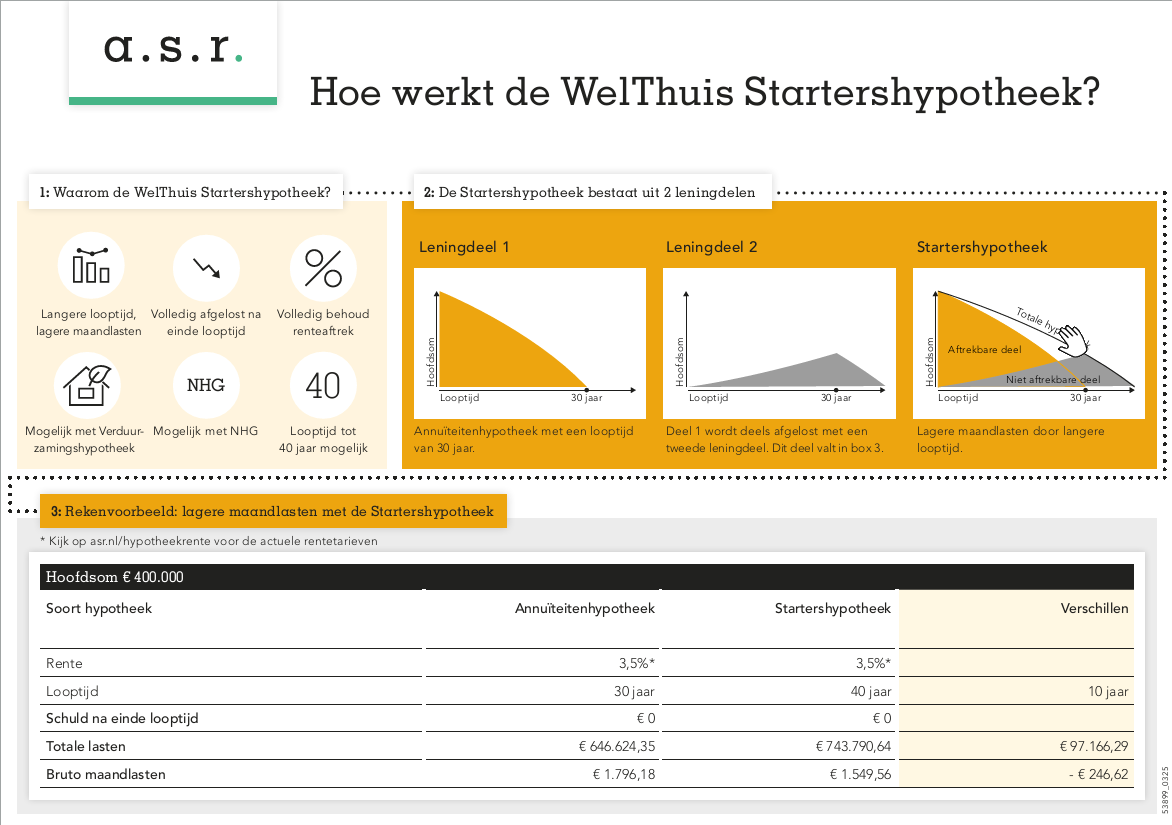 a.s.r.
Hoe werkt de WelThuis Startershypotheek?
1: Waarom de WelThuis Startershypotheek?
Langere looptijd,
lagere maandlasten
Volledig afgelost na
einde looptijd
Volledig behoud
renteaftrek
NHG
40
Mogelijk met Verduur-
zamingshypotheek
Mogelijk met NHG
Looptijd tot
40 jaar mogelijk
2: De Startershypotheek bestaat uit 2 leningdelen
Leningdeel 1
Hoofdsom
Looptijd
30 jaar
Annuïteitenhypotheek met een looptijd
van 30 jaar.
Leningdeel 2
Hoofdsom
Looptijd
30 jaar
Deel 1 wordt deels afgelost met een
tweede leningdeel. Dit deel valt in box 3.
Startershypotheek
Hoofdsom
Totale
Aftrekbare deel
Niet aftrekbare deel
Looptijd
30 jaar
Lagere maandlasten door langere
looptijd.
3: Rekenvoorbeeld: lagere maandlasten met de Startershypotheek
* Kijk op asr.nl/hypotheekrente voor de actuele rentetarieven
Hoofdsom € 400.000
Soort hypotheek Annuïteitenhypotheek Startershypotheek Verschillen
Rente 3,5%* 3,5%*
Looptijd 30 jaar 40 jaar 10 jaar
Schuld na einde looptijd € 0 € 0
Totale lasten € 646.624,35 € 743.790,64 € 97.166,29
Bruto maandlasten € 1.796,18 € 1.549,56 - € 246,62
53899_0325